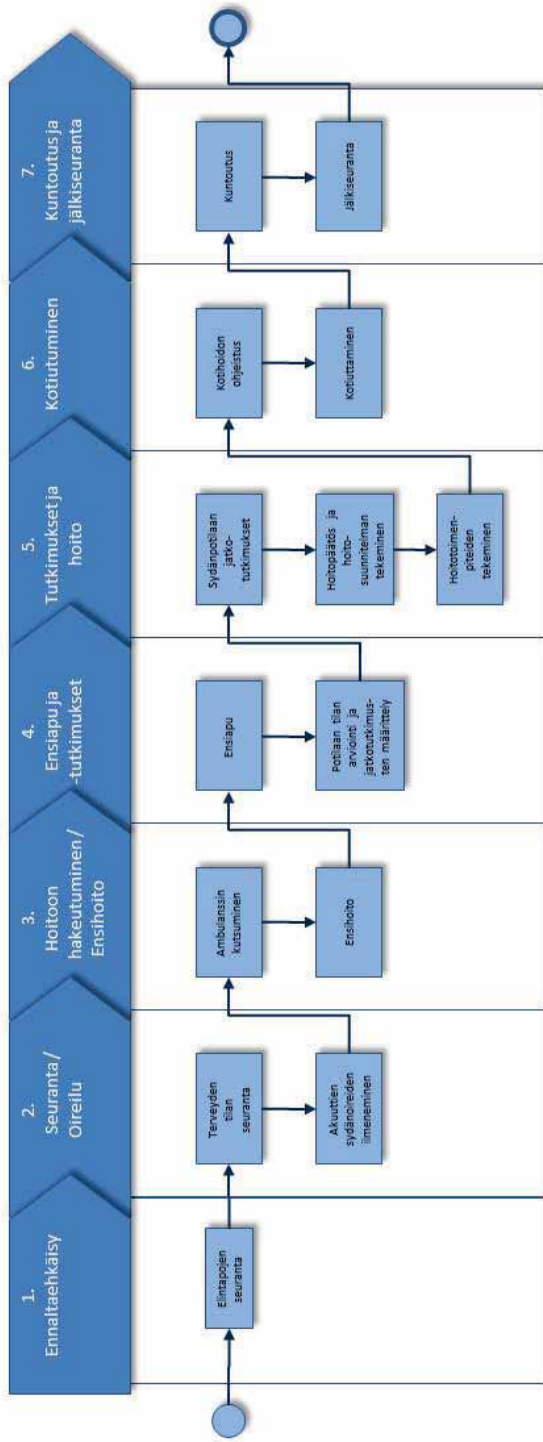 1.
Ennaltaehkäisy
2.
Seuranta/
Oireilu
3.
Hoitoon
hakeutuminen/
Ensihoito
4.
Ensiapu ja
-tutkimukset
5.
Tutkimukset ja
hoito
6.
Kotiutuminen
7.
Kuntoutus ja
jälkiseuranta
Elintapojen
seuranta
Terveyden
tilan
seuranta
Akuuttien
sydänoireiden
ilmeneminen
Ambulanssin
kutsuminen
Ensihoito
Ensiapu
Potilaan tilan
arviointi ja
jatkotutkimus-
ten määrittely
Sydänpotilaan
jatko-
tutkimukset
Hoitopäätös ja
hoito-
suunnitelman
tekeminen
Hoitotoimen-
piteiden
tekeminen
Kotihoidon
ohjeistus
Kotiuttaminen
Kuntoutus
Jälkiseuranta